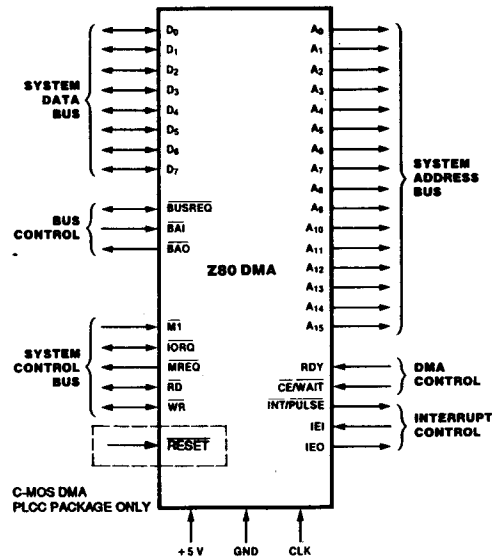 D0
D1
D2
D3
D4
D5
D6
D7
SYSTEM
DATA
BUS
BUSREQ
BAI
BAO
BUS
CONTROL
M1
IORQ
MREQ
RD
WR
SYSTEM
CONTROL
BUS
RESET
C-MOS DMA
PLCC PACKAGE ONLY
Z80 DMA
A0
A1
A2
A3
A4
A5
A6
A7
A8
A9
A10
A11
A12
A13
A14
A15
SYSTEM
ADDRESS
BUS
RDY
CE/WAIT
DMA
CONTROL
INT/PULSE
IEI
IEO
INTERRUPT
CONTROL
+5 V
GND
CLK